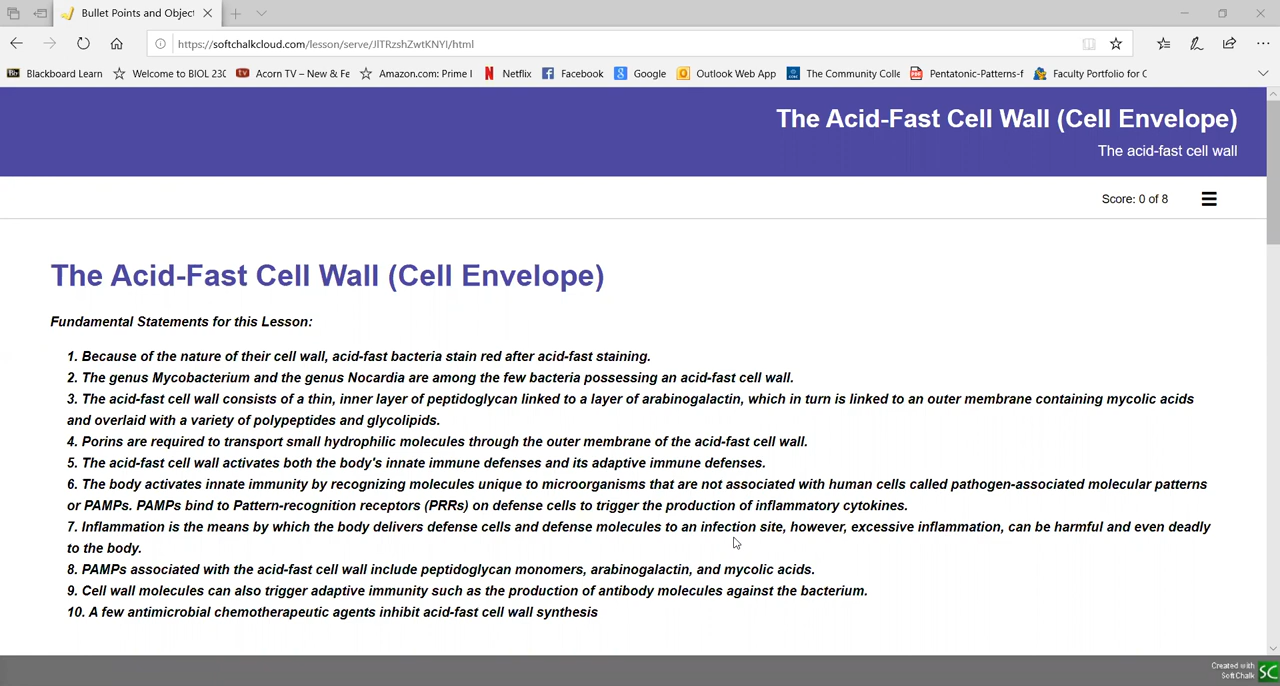 Bullet Points and Object
https://softchalkcloud.com/lesson/serve/JlTRzshZwtKNYI/html
Blackboard Learn Welcome to BIOL 230 Acorn TV – New & Fe Amazon.com: Prime I Netflix Facebook Google Outlook Web App The Community Colle Pentatonic-Patterns-f Faculty Portfolio for C
The Acid-Fast Cell Wall (Cell Envelope)
The acid-fast cell wall
Score: 0 of 8
The Acid-Fast Cell Wall (Cell Envelope)
Fundamental Statements for this Lesson:
1. Because of the nature of their cell wall, acid-fast bacteria stain red after acid-fast staining.
2. The genus Mycobacterium and the genus Nocardia are among the few bacteria possessing an acid-fast cell wall.
3. The acid-fast cell wall consists of a thin, inner layer of peptidoglycan linked to a layer of arabinogalactin, which in turn is linked to an outer membrane containing mycolic acids
and overlaid with a variety of polypeptides and glycolipids.
4. Porins are required to transport small hydrophilic molecules through the outer membrane of the acid-fast cell wall.
5. The acid-fast cell wall activates both the body's innate immune defenses and its adaptive immune defenses.
6. The body activates innate immunity by recognizing molecules unique to microorganisms that are not associated with human cells called pathogen-associated molecular patterns
or PAMPs. PAMPs bind to Pattern-recognition receptors (PRRs) on defense cells to trigger the production of inflammatory cytokines.
7. Inflammation is the means by which the body delivers defense cells and defense molecules to an infection site, however, excessive inflammation, can be harmful and even deadly
to the body.
8. PAMPs associated with the acid-fast cell wall include peptidoglycan monomers, arabinogalactin, and mycolic acids.
9. Cell wall molecules can also trigger adaptive immunity such as the production of antibody molecules against the bacterium.
10. A few antimicrobial chemotherapeutic agents inhibit acid-fast cell wall synthesis
Created with
SoftChalk
SC